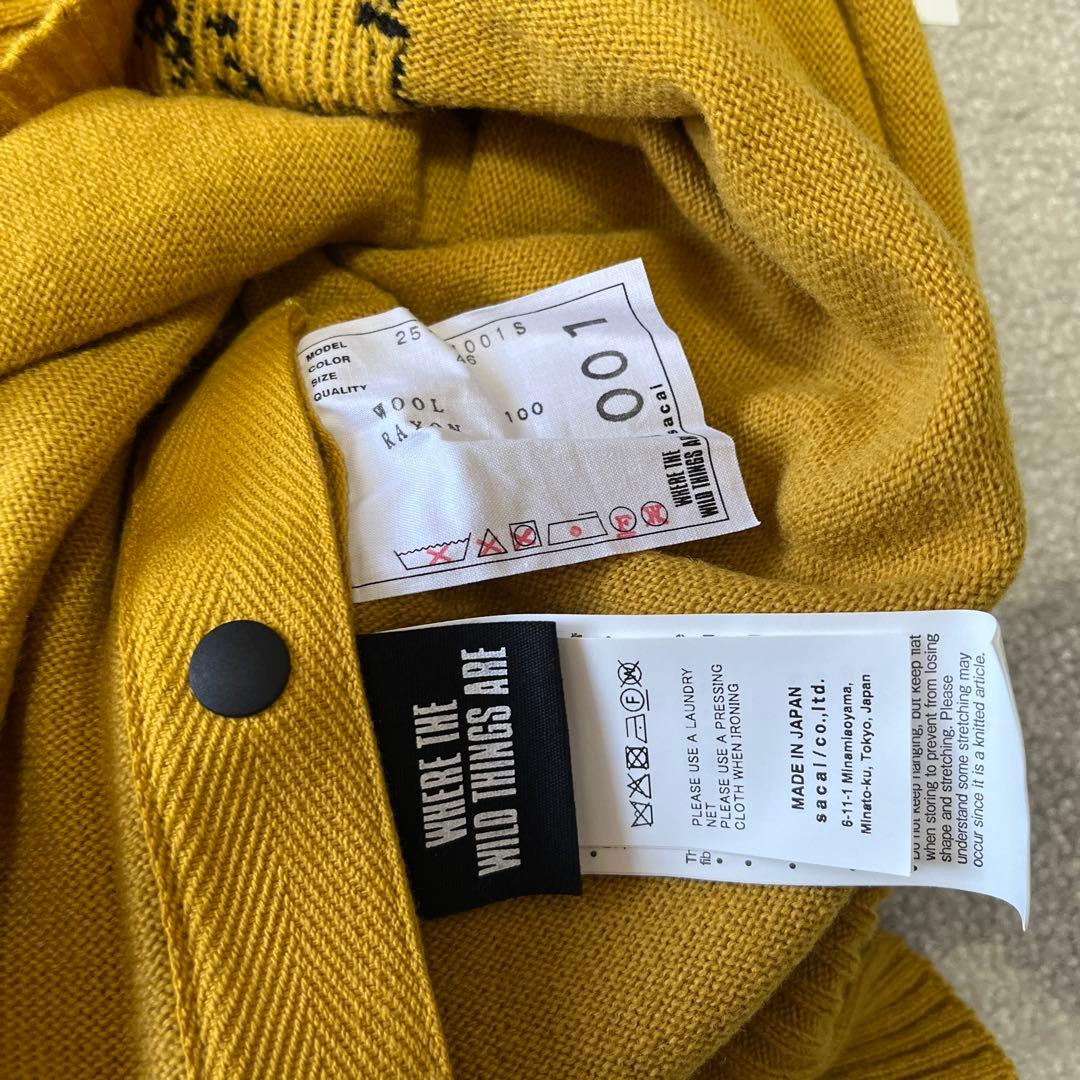 MODEL 25 1001S
COLOR 46
SIZE
QUALITY
WOOL 100
RAYON
001
sacai
WHERE THE
WILD THINGS
WHERE THE
WILD THINGS ARE
PLEASE USE A LAUNDRY
NET
PLEASE USE A PRESSING
CLOTH WHEN IRONING
MADE IN JAPAN
sacai/co.,ltd.
6-11-1 Minamiaoyama,
Minato-ku, Tokyo, Japan
• Do not keep hanging, but keep flat
when storing to prevent from losing
shape and stretching. Please
understand some stretching may
occur since it is a knitted article.